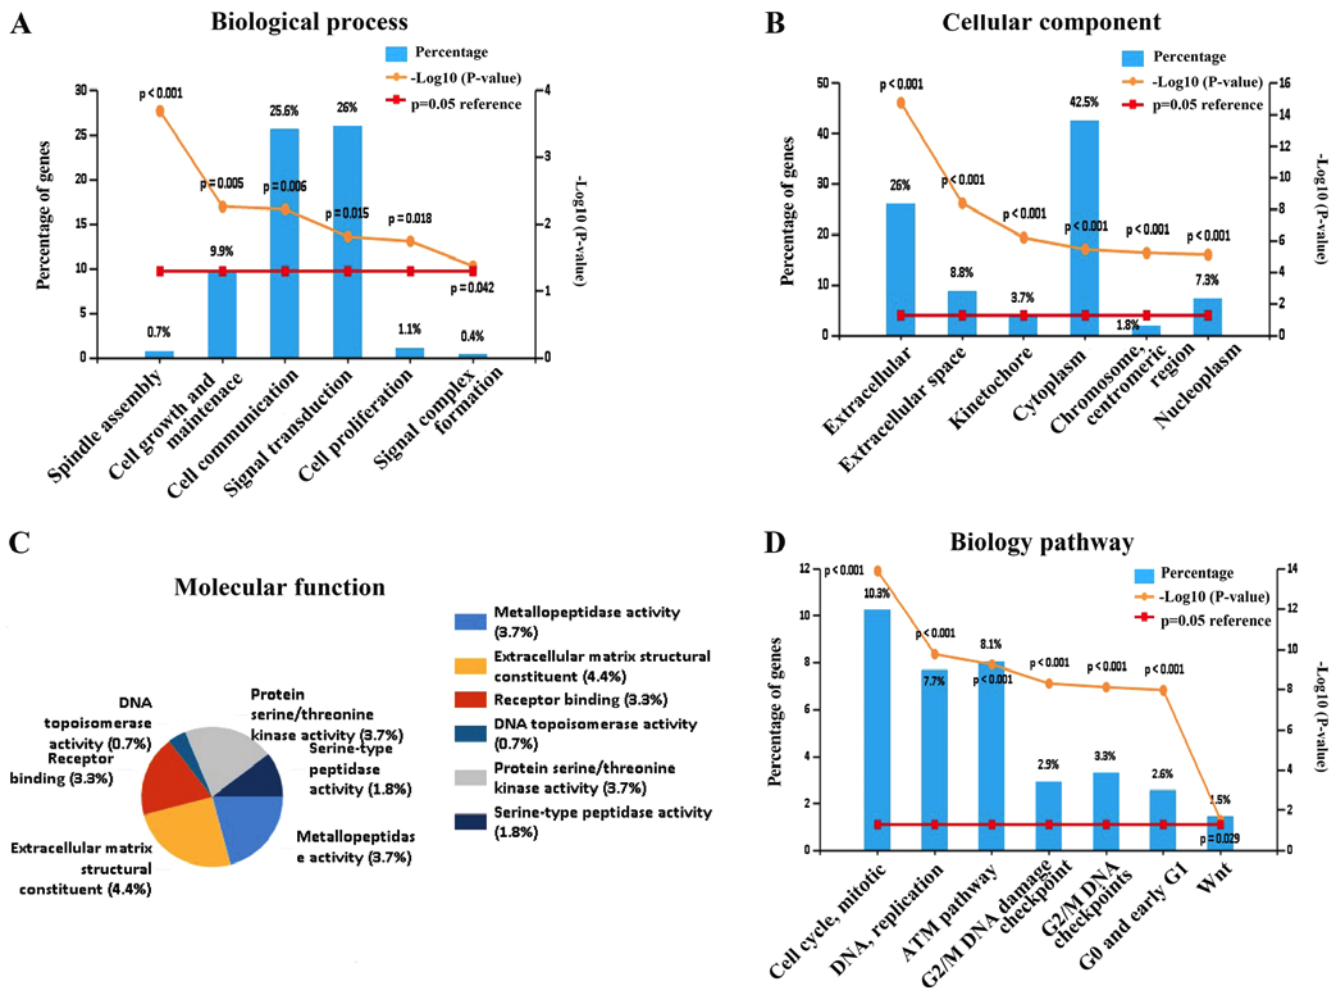 A
Biological process
Percentage
-Log10 (P-value)
p=0.05 reference
Percentage of genes
30
25
20
15
10
5
0
4
3
2
1
0
-Log10 (P-value)
p < 0.001
p = 0.005
p = 0.006
p = 0.015
p = 0.018
p = 0.042
0.7%
9.9%
25.6%
26%
1.1%
0.4%
Spindle assembly
Cell growth and
maintenace
Cell communication
Signal transduction
Cell proliferation
Signal complex
formation
B
Cellular component
Percentage
-Log10 (P-value)
p=0.05 reference
Percentage of genes
50
40
30
20
10
0
16
14
12
10
8
6
4
2
0
-Log10 (P-value)
p < 0.001
p < 0.001
p < 0.001
p < 0.001
p < 0.001
p < 0.001
26%
8.8%
3.7%
42.5%
1.8%
7.3%
Extracellular
Extracellular space
Kinetochore
Cytoplasm
Chromosome,
centromeric
region
Nucleoplasm
C
Molecular function
DNA
topoisomerase
activity (0.7%)
Protein
serine/threonine
kinase activity (3.7%)
Serine-type
peptidase
activity (1.8%)
Receptor
binding (3.3%)
Metallopeptidas
e activity (3.7%)
Extracellular matrix
structural
constituent (4.4%)
Metallopeptidase activity
(3.7%)
Extracellular matrix structural
constituent (4.4%)
Receptor binding (3.3%)
DNA topoisomerase activity
(0.7%)
Protein serine/threonine
kinase activity (3.7%)
Serine-type peptidase activity
(1.8%)
D
Biology pathway
Percentage
-Log10 (P-value)
p=0.05 reference
Percentage of genes
12
10
8
6
4
2
0
14
12
10
8
6
4
2
0
-Log10 (P-value)
p < 0.001
p < 0.001
p < 0.001
p < 0.001
p < 0.001
p < 0.001
p = 0.029
10.3%
7.7%
8.1%
2.9%
3.3%
2.6%
1.5%
Cell cycle, mitotic
DNA, replication
ATM pathway
G2/M DNA damage
checkpoint
G2/M DNA
checkpoints
G0 and early G1
Wnt